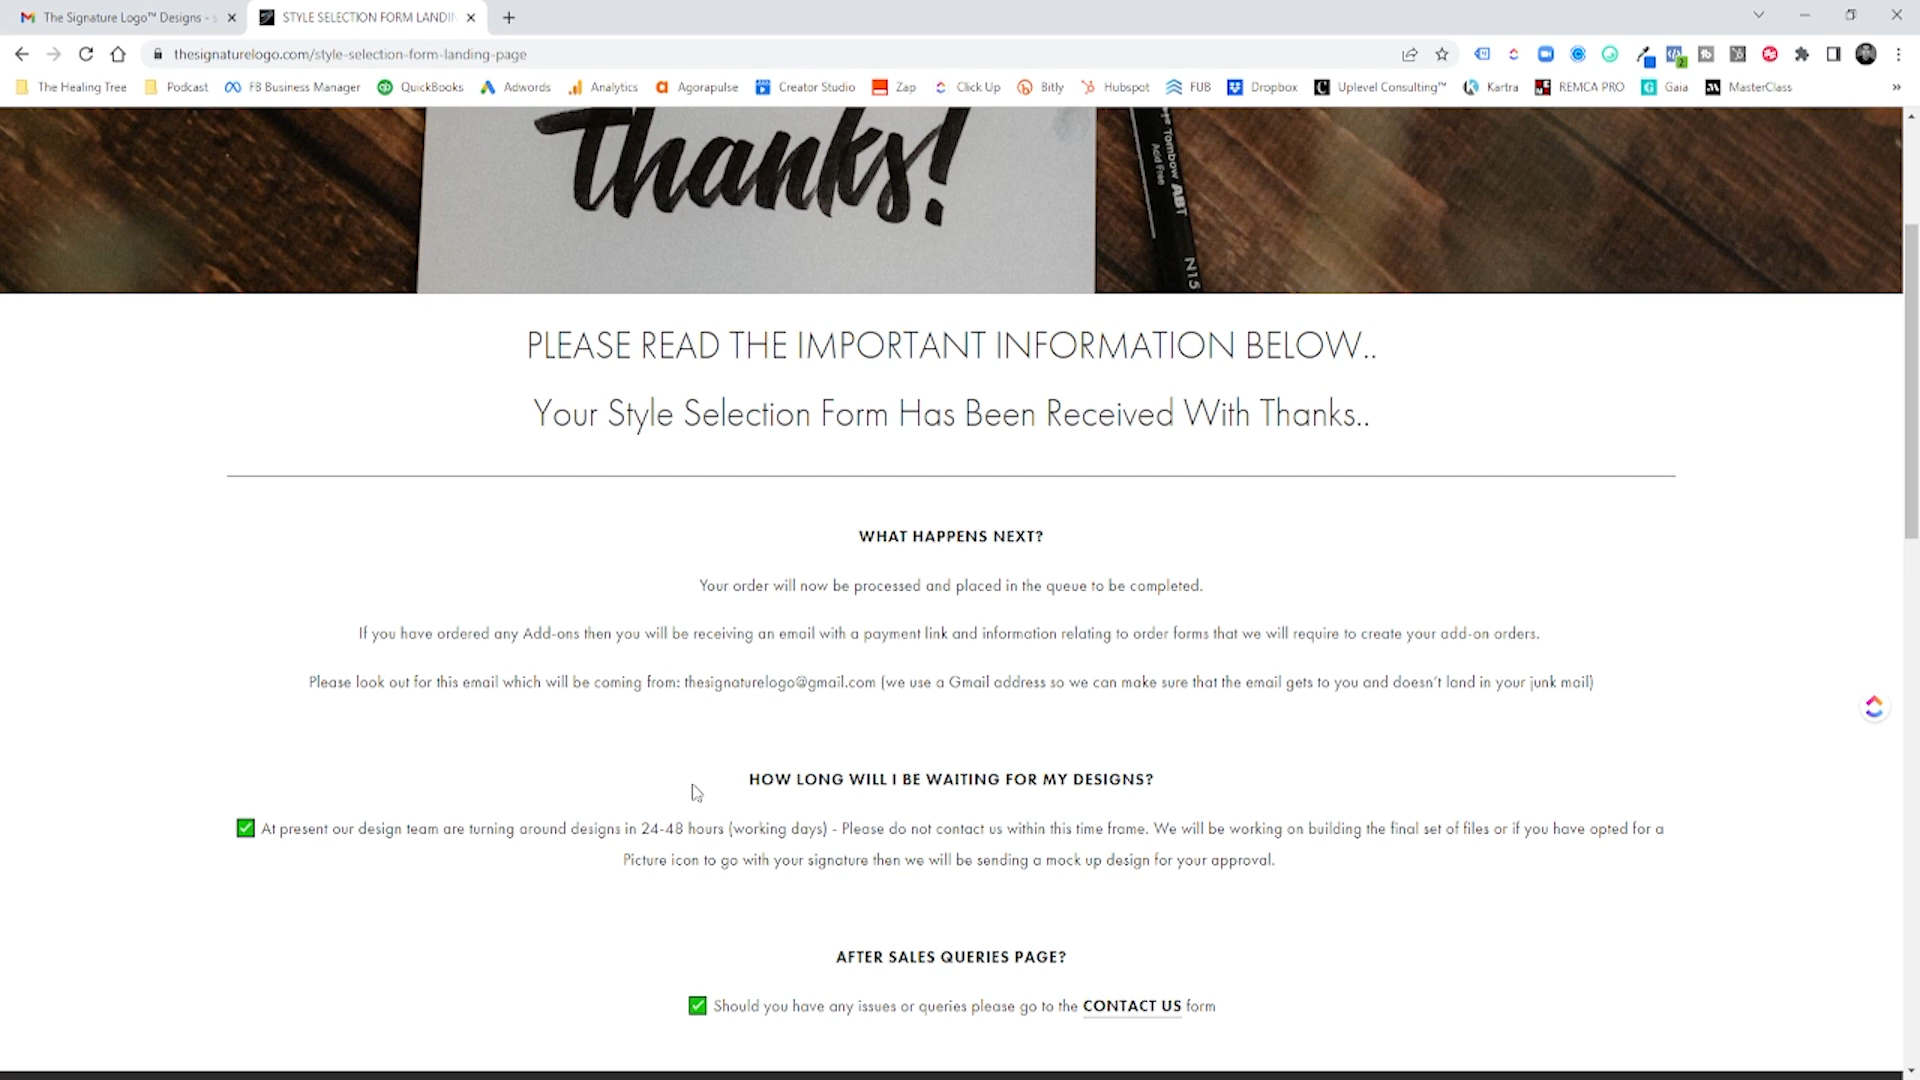 The Signature Logo™ Designs -
STYLE SELECTION FORM LANDIN
thesignaturelogo.com/style-selection-form-landing-page
The Healing Tree
Podcast
FB Business Manager
QuickBooks
Adwords
Analytics
Agorapulse
Creator Studio
Zap
Click Up
Bitly
Hubspot
FUB
Dropbox
Uplevel Consulting™
Kartra
REMCA PRO
Gaia
MasterClass
Thanks!
Tombow ABT
Acid Free
N15
PLEASE READ THE IMPORTANT INFORMATION BELOW..
Your Style Selection Form Has Been Received With Thanks..
WHAT HAPPENS NEXT?
Your order will now be processed and placed in the queue to be completed.
If you have ordered any Add-ons then you will be receiving an email with a payment link and information relating to order forms that we will require to create your add-on orders.
Please look out for this email which will be coming from: thesignaturelogo@gmail.com (we use a Gmail address so we can make sure that the email gets to you and doesn't land in your junk mail)
HOW LONG WILL I BE WAITING FOR MY DESIGNS?
At present our design team are turning around designs in 24-48 hours (working days) - Please do not contact us within this time frame. We will be working on building the final set of files or if you have opted for a
Picture icon to go with your signature then we will be sending a mock up design for your approval.
AFTER SALES QUERIES PAGE?
Should you have any issues or queries please go to the CONTACT US form